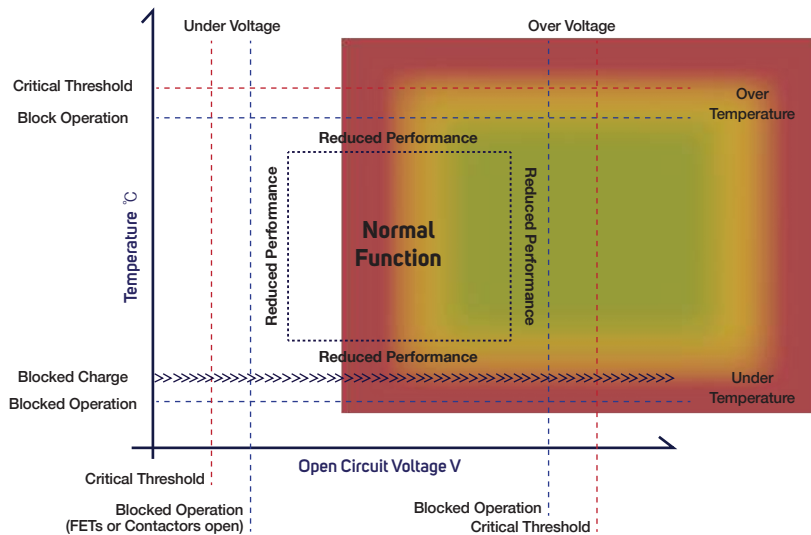 Under Voltage
Over Voltage
Critical Threshold
Over
Temperature
Block Operation
Reduced Performance
Temperature °C
Reduced Performance
Normal
Function
Reduced Performance
Reduced Performance
Blocked Charge
>>>>>>>>>>>>>>>>>>>>>>>>>>>>>>>>>>>>>>>>>>>>>>>>>>>>>>>>>>>>
Under
Temperature
Blocked Operation
Open Circuit Voltage V
Critical Threshold
Blocked Operation
(FETs or Contactors open)
Blocked Operation
Critical Threshold